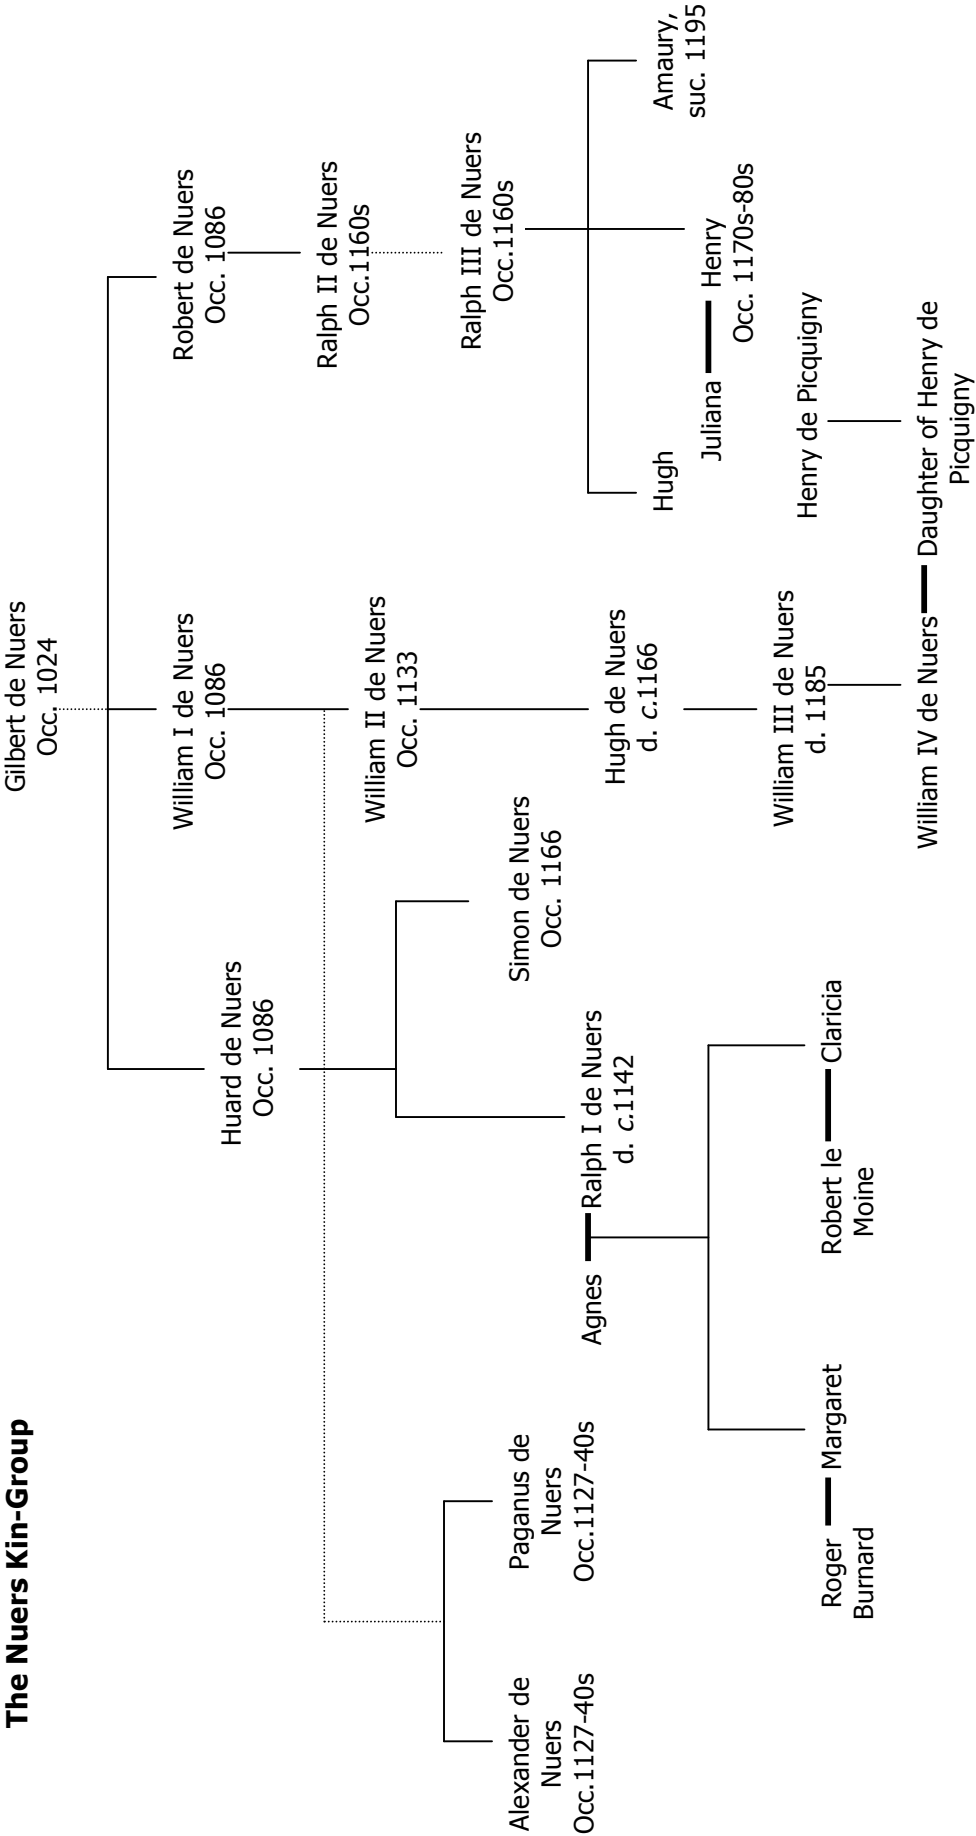 The Nuers Kin-Group
Gilbert de Nuers
Occ. 1024
Huard de Nuers
Occ. 1086
William I de Nuers
Occ. 1086
Robert de Nuers
Occ. 1086
William II de Nuers
Occ. 1133
Ralph II de Nuers
Occ.1160s
Alexander de
Nuers
Occ.1127-40s
Paganus de
Nuers
Occ.1127-40s
Simon de Nuers
Occ. 1166
Ralph III de Nuers
Occ.1160s
Agnes
Ralph I de Nuers
d. c.1142
Hugh de Nuers
d. c.1166
Hugh
Amaury,
suc. 1195
Juliana
Henry
Occ. 1170s-80s
Roger
Burnard
Margaret
Robert le
Moine
Claricia
William III de Nuers
d. 1185
Henry de Picquigny
William IV de Nuers
Daughter of Henry de
Picquigny